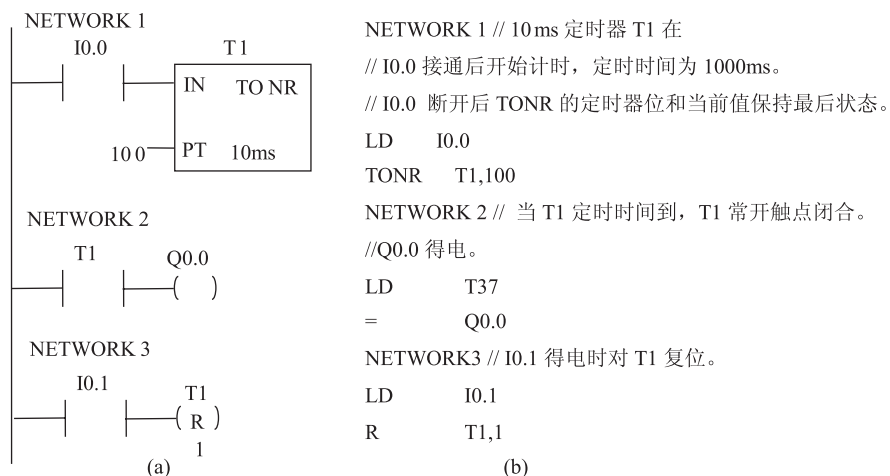 NETWORK 1
I0.0
T1
IN TO NR
100 PT 10ms
NETWORK 2
T1
Q0.0
NETWORK 3
I0.1
T1
R
1
(a)
NETWORK 1 // 10ms 定时器 T1 在
// I0.0 接通后开始计时，定时时间为 1000ms。
// I0.0 断开后 TONR 的定时器位和当前值保持最后状态。
LD I0.0
TONR T1,100
NETWORK 2 // 当 T1 定时时间到，T1 常开触点闭合。
//Q0.0 得电。
LD T37
= Q0.0
NETWORK3 // I0.1 得电时对 T1 复位。
LD I0.1
R T1,1
(b)